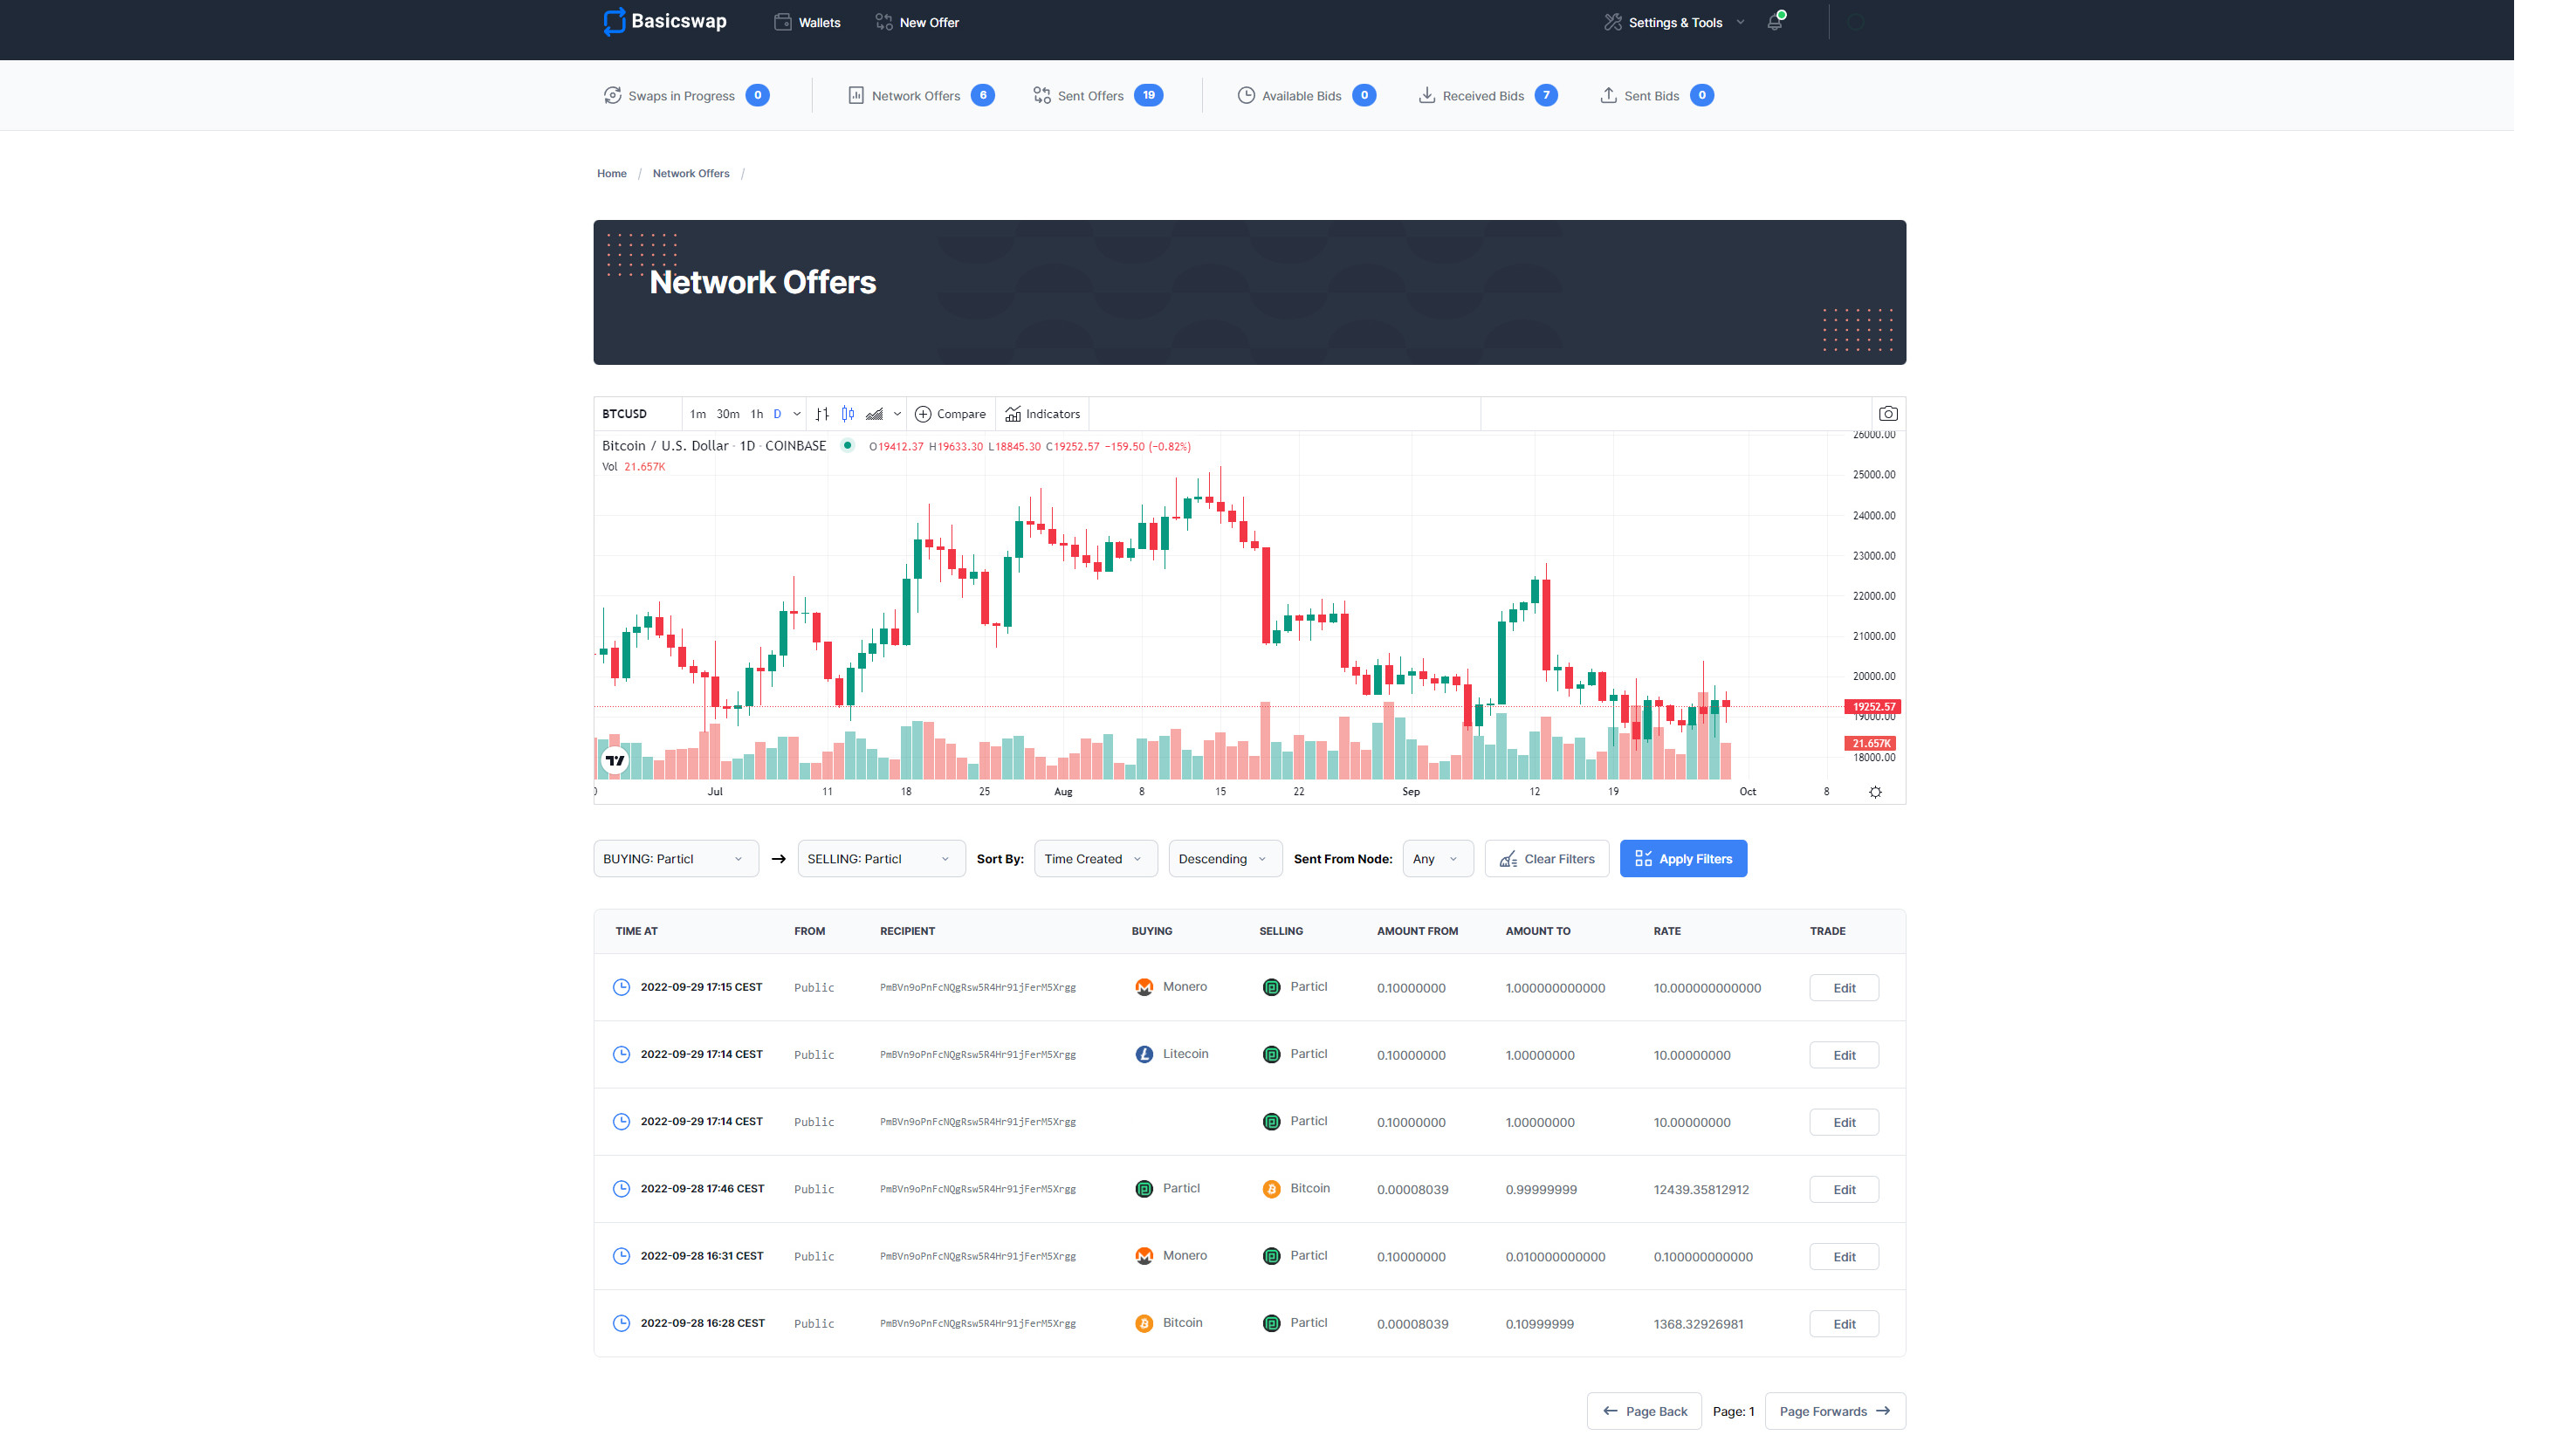 Basicswap Wallets New Offer Settings & Tools
Swaps in Progress 0 Network Offers 6 Sent Offers 19 Available Bids 0 Received Bids 7 Sent Bids 0
Home / Network Offers /
Network Offers
BTCUSD 1m 30m 1h D Compare Indicators
26000.00
Bitcoin / U.S. Dollar · 1D · COINBASE O19412.37 H19633.30 L18845.30 C19252.57 −159.50 (−0.82%)
Vol 21.657K
25000.00
24000.00
23000.00
22000.00
21000.00
20000.00
19252.57
19000.00
21.657K
18000.00
Jul 11 18 25 Aug 8 15 22 Sep 12 19 Oct 8
BUYING: Particl → SELLING: Particl Sort By: Time Created Descending Sent From Node: Any Clear Filters Apply Filters
TIME AT FROM RECIPIENT BUYING SELLING AMOUNT FROM AMOUNT TO RATE TRADE
2022-09-29 17:15 CEST Public PmBVn9oPnFcNQgRsw5R4Hr91jFerM5Xrgg Monero Particl 0.10000000 1.000000000000 10.000000000000 Edit
2022-09-29 17:14 CEST Public PmBVn9oPnFcNQgRsw5R4Hr91jFerM5Xrgg Litecoin Particl 0.10000000 1.00000000 10.00000000 Edit
2022-09-29 17:14 CEST Public PmBVn9oPnFcNQgRsw5R4Hr91jFerM5Xrgg Particl 0.10000000 1.00000000 10.00000000 Edit
2022-09-28 17:46 CEST Public PmBVn9oPnFcNQgRsw5R4Hr91jFerM5Xrgg Particl Bitcoin 0.00008039 0.99999999 12439.35812912 Edit
2022-09-28 16:31 CEST Public PmBVn9oPnFcNQgRsw5R4Hr91jFerM5Xrgg Monero Particl 0.10000000 0.010000000000 0.100000000000 Edit
2022-09-28 16:28 CEST Public PmBVn9oPnFcNQgRsw5R4Hr91jFerM5Xrgg Bitcoin Particl 0.00008039 0.10999999 1368.32926981 Edit
← Page Back Page: 1 Page Forwards →